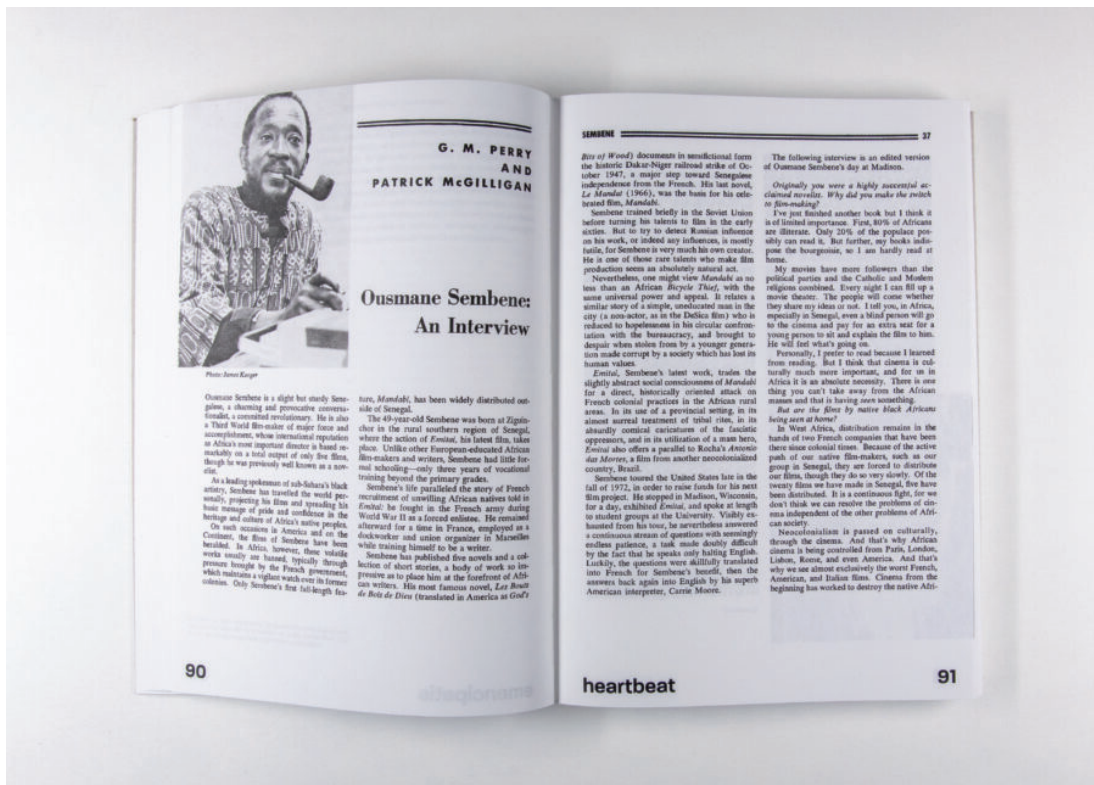 G. M. PERRY
AND
PATRICK McGILLIGAN
Ousmane Sembene:
An Interview
Photo: James Karger
Ousmane Sembene is a slight but sturdy Sene-
galese, a charming and provocative conversa-
tionalist, a committed revolutionary. He is also
a Third World film-maker of major force and
accomplishment, whose international reputation
as Africa's most important director is based re-
markably on a total output of only five films,
though he was previously well known as a nov-
elist.
As a leading spokesman of sub-Sahara's black
artistry, Sembene has travelled the world per-
sonally, projecting his films and spreading his
basic message of pride and confidence in the
heritage and culture of Africa's native peoples.
On such occasions in America and on the
Continent, the films of Sembene have been
heralded. In Africa, however, these volatile
works usually are banned, typically through
pressure brought by the French government,
which maintains a vigilant watch over its former
colonies. Only Sembene's first full-length fea-
ture, Mandabi, has been widely distributed out-
side of Senegal.
The 49-year-old Sembene was born at Ziguin-
chor in the rural southern region of Senegal,
where the action of Emitai, his latest film, takes
place. Unlike other European-educated African
film-makers and writers, Sembene had little for-
mal schooling—only three years of vocational
training beyond the primary grades.
Sembene's life paralleled the story of French
recruitment of unwilling African natives told in
Emitai: he fought in the French army during
World War II as a forced enlistee. He remained
afterward for a time in France, employed as a
dockworker and union organizer in Marseilles
while training himself to be a writer.
Sembene has published five novels and a col-
lection of short stories, a body of work so im-
pressive as to place him at the forefront of Afri-
can writers. His most famous novel, Les Bouts
de Bois de Dieu (translated in America as God's
90
SEMBENE 37
Bits of Wood) documents in semifictional form
the historic Dakar-Niger railroad strike of Oc-
tober 1947, a major step toward Senegalese
independence from the French. His last novel,
Le Mandat (1966), was the basis for his cele-
brated film, Mandabi.
Sembene trained briefly in the Soviet Union
before turning his talents to film in the early
sixties. But to try to detect Russian influence
on his work, or indeed any influences, is mostly
futile, for Sembene is very much his own creator.
He is one of those rare talents who make film
production seem an absolutely natural act.
Nevertheless, one might view Mandabi as no
less than an African Bicycle Thief, with the
same universal power and appeal. It relates a
similar story of a simple, uneducated man in the
city (a non-actor, as in the DeSica film) who is
reduced to hopelessness in his circular confron-
tation with the bureaucracy, and brought to
despair when stolen from by a younger genera-
tion made corrupt by a society which has lost its
human values.
Emitai, Sembene's latest work, trades the
slightly abstract social consciousness of Mandabi
for a direct, historically oriented attack on
French colonial practices in the African rural
areas. In its use of a provincial setting, in its
almost surreal treatment of tribal rites, in its
absurdly comical caricatures of the fascistic
oppressors, and in its utilization of a mass hero,
Emitai also offers a parallel to Rocha's Antonio
das Mortes, a film from another neocolonialized
country, Brazil.
Sembene toured the United States late in the
fall of 1972, in order to raise funds for his next
film project. He stopped in Madison, Wisconsin,
for a day, exhibited Emitai, and spoke at length
to student groups at the University. Visibly ex-
hausted from his tour, he nevertheless answered
a continuous stream of questions with seemingly
endless patience, a task made doubly difficult
by the fact that he speaks only halting English.
Luckily, the questions were skillfully translated
into French for Sembene's benefit, then the
answers back again into English by his superb
American interpreter, Carrie Moore.
The following interview is an edited version
of Ousmane Sembene's day at Madison.
Originally you were a highly successful ac-
claimed novelist. Why did you make the switch
to film-making?
I've just finished another book but I think it
is of limited importance. First, 80% of Africans
are illiterate. Only 20% of the populace pos-
sibly can read it. But further, my books indis-
pose the bourgeoisie, so I am hardly read at
home.
My movies have more followers than the
political parties and the Catholic and Moslem
religions combined. Every night I can fill up a
movie theater. The people will come whether
they share my ideas or not. I tell you, in Africa,
especially in Senegal, even a blind person will go
to the cinema and pay for an extra seat for a
young person to sit and explain the film to him.
He will feel what's going on.
Personally, I prefer to read because I learned
from reading. But I think that cinema is cul-
turally much more important, and for us in
Africa it is an absolute necessity. There is one
thing you can't take away from the African
masses and that is having seen something.
But are the films by native black Africans
being seen at home?
In West Africa, distribution remains in the
hands of two French companies that have been
there since colonial times. Because of the active
push of our native film-makers, such as our
group in Senegal, they are forced to distribute
our films, though they do so very slowly. Of the
twenty films we have made in Senegal, five have
been distributed. It is a continuous fight, for we
don't think we can resolve the problems of cin-
ema independent of the other problems of Afri-
can society.
Neocolonialism is passed on culturally,
through the cinema. And that's why African
cinema is being controlled from Paris, London,
Lisbon, Rome, and even America. And that's
why we see almost exclusively the worst French,
American, and Italian films. Cinema from the
beginning has worked to destroy the native Afri-
heartbeat
91